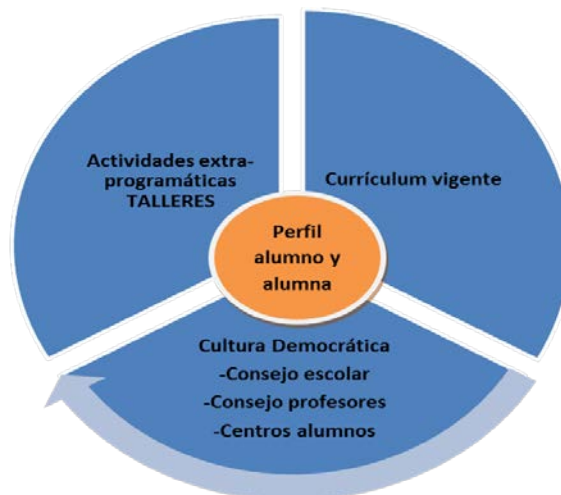 Actividades extra-
programáticas
TALLERES
Currículum vigente
Perfil
alumno y
alumna
Cultura Democrática
-Consejo escolar
-Consejo profesores
-Centros alumnos